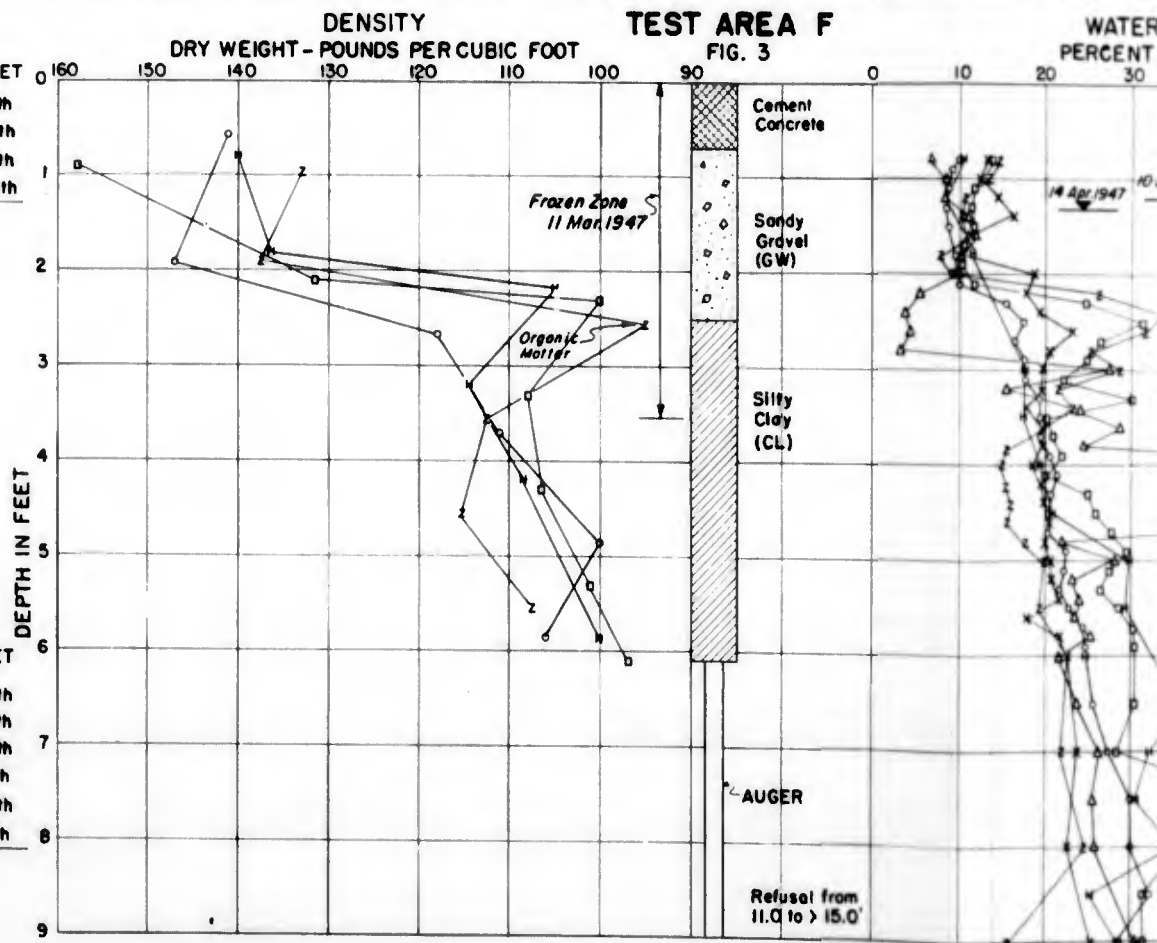 DENSITY
DRY WEIGHT - POUNDS PER CUBIC FOOT
TEST AREA F
FIG. 3
WATER
PERCENT
160 150 140 130 120 110 100 90
0 10 20 30
DEPTH IN FEET
0
1
2
3
4
5
6
7
8
9
Frozen Zone
11 Mar. 1947
Organic
Matter
Cement
Concrete
Sandy
Gravel
(GW)
Silty
Clay
(CL)
AUGER
Refusal from
11.0 to > 15.0'
14 Apr. 1947
10